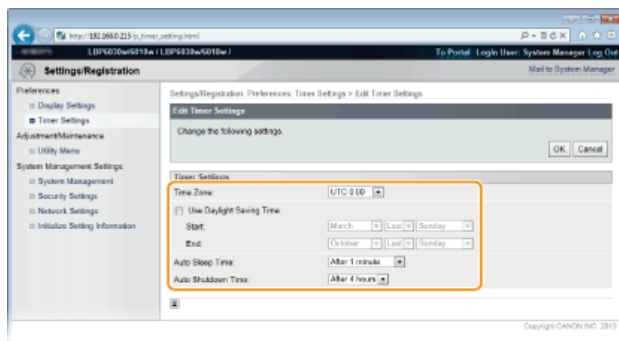 http://192.168.0.215/p_timer_setting.html
LBP6030w/6018w / LBP6030w/6018w /
To Portal Login User: System Manager Log Out
Settings/Registration
Mail to System Manager
Preferences
Display Settings
Timer Settings
Adjustment/Maintenance
Utility Menu
System Management Settings
System Management
Security Settings
Network Settings
Initialize Setting Information
Settings/Registration: Preferences: Timer Settings > Edit Timer Settings
Edit Timer Settings
Change the following settings.
OK Cancel
Timer Settings
Time Zone: UTC 0:00
Use Daylight Saving Time
Start: March Last Sunday
End: October Last Sunday
Auto Sleep Time: After 1 minute
Auto Shutdown Time: After 4 hours
Copyright CANON INC. 2013